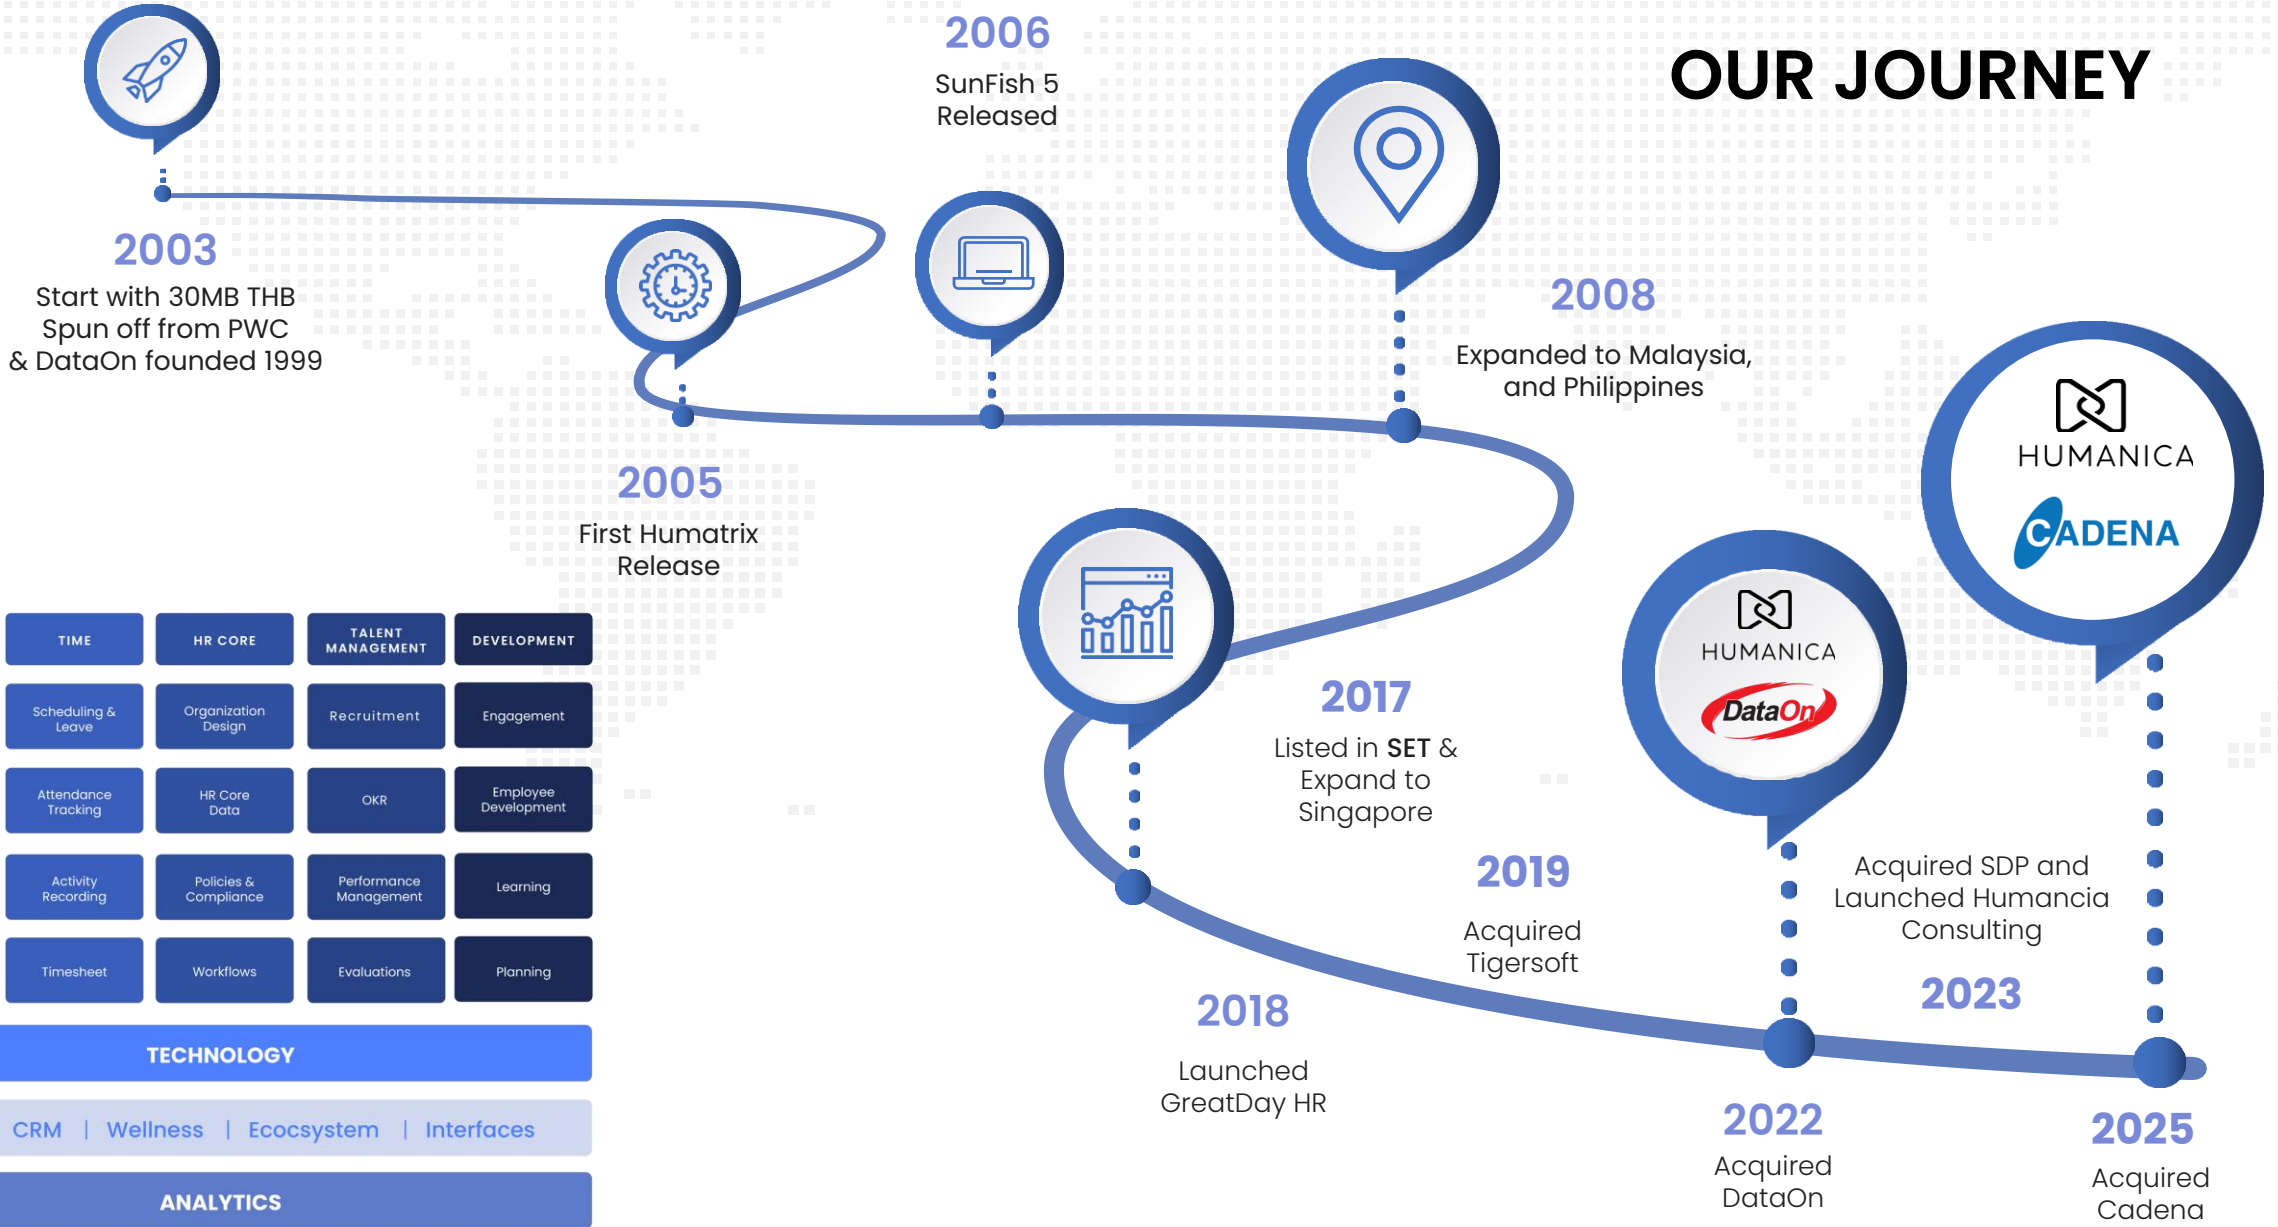 OUR JOURNEY
2003
Start with 30MB THB
Spun off from PWC
& DataOn founded 1999
2005
First Humatrix
Release
2006
SunFish 5
Released
2008
Expanded to Malaysia,
and Philippines
2017
Listed in SET &
Expand to
Singapore
2018
Launched
GreatDay HR
2019
Acquired
Tigersoft
HUMANICA
DataOn
2022
Acquired
DataOn
Acquired SDP and
Launched Humancia
Consulting
2023
HUMANICA
CADENA
2025
Acquired
Cadena
TIME
HR CORE
TALENT
MANAGEMENT
DEVELOPMENT
Scheduling &
Leave
Organization
Design
Recruitment
Engagement
Attendance
Tracking
HR Core
Data
OKR
Employee
Development
Activity
Recording
Policies &
Compliance
Performance
Management
Learning
Timesheet
Workflows
Evaluations
Planning
TECHNOLOGY
CRM | Wellness | Ecocsystem | Interfaces
ANALYTICS